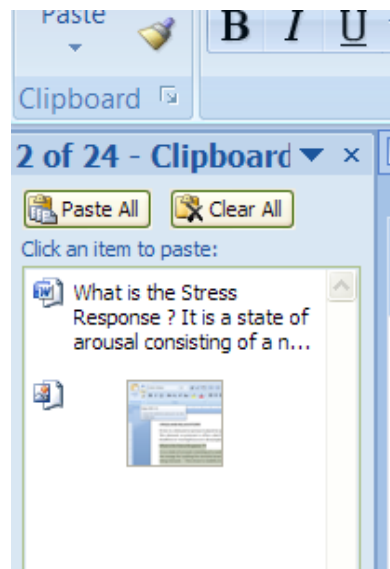 Paste
B I U
Clipboard
2 of 24 - Clipboard
Paste All Clear All
Click an item to paste:
What is the Stress
Response ? It is a state of
arousal consisting of a n...